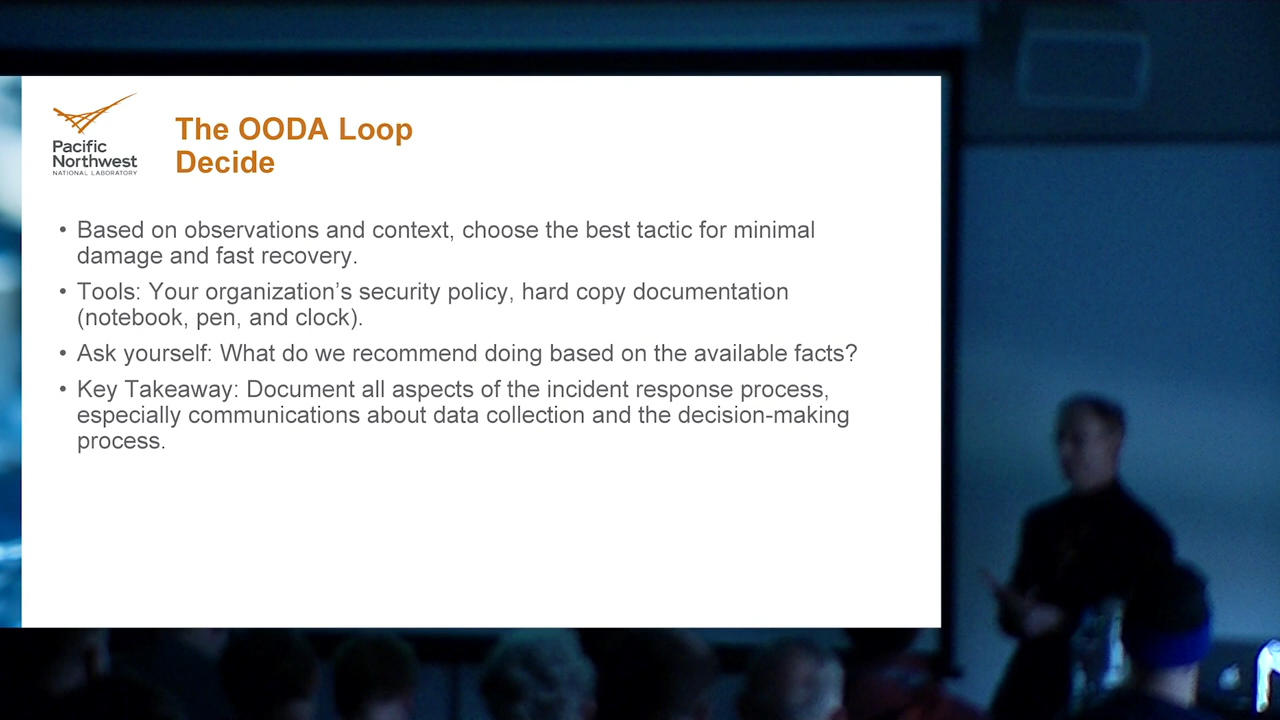 Pacific
Northwest
NATIONAL LABORATORY
The OODA Loop
Decide
• Based on observations and context, choose the best tactic for minimal
damage and fast recovery.
• Tools: Your organization’s security policy, hard copy documentation
(notebook, pen, and clock).
• Ask yourself: What do we recommend doing based on the available facts?
• Key Takeaway: Document all aspects of the incident response process,
especially communications about data collection and the decision-making
process.